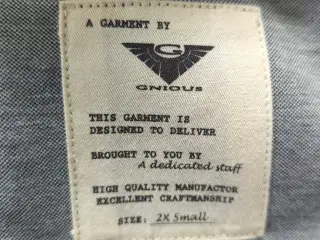 A GARMENT BY
G
GNIOUS
THIS GARMENT IS
DESIGNED TO DELIVER
BROUGHT TO YOU BY
A dedicated staff
HIGH QUALITY MANUFACTOR
EXCELLENT CRAFTMANSHIP
SIZE: 2X Small